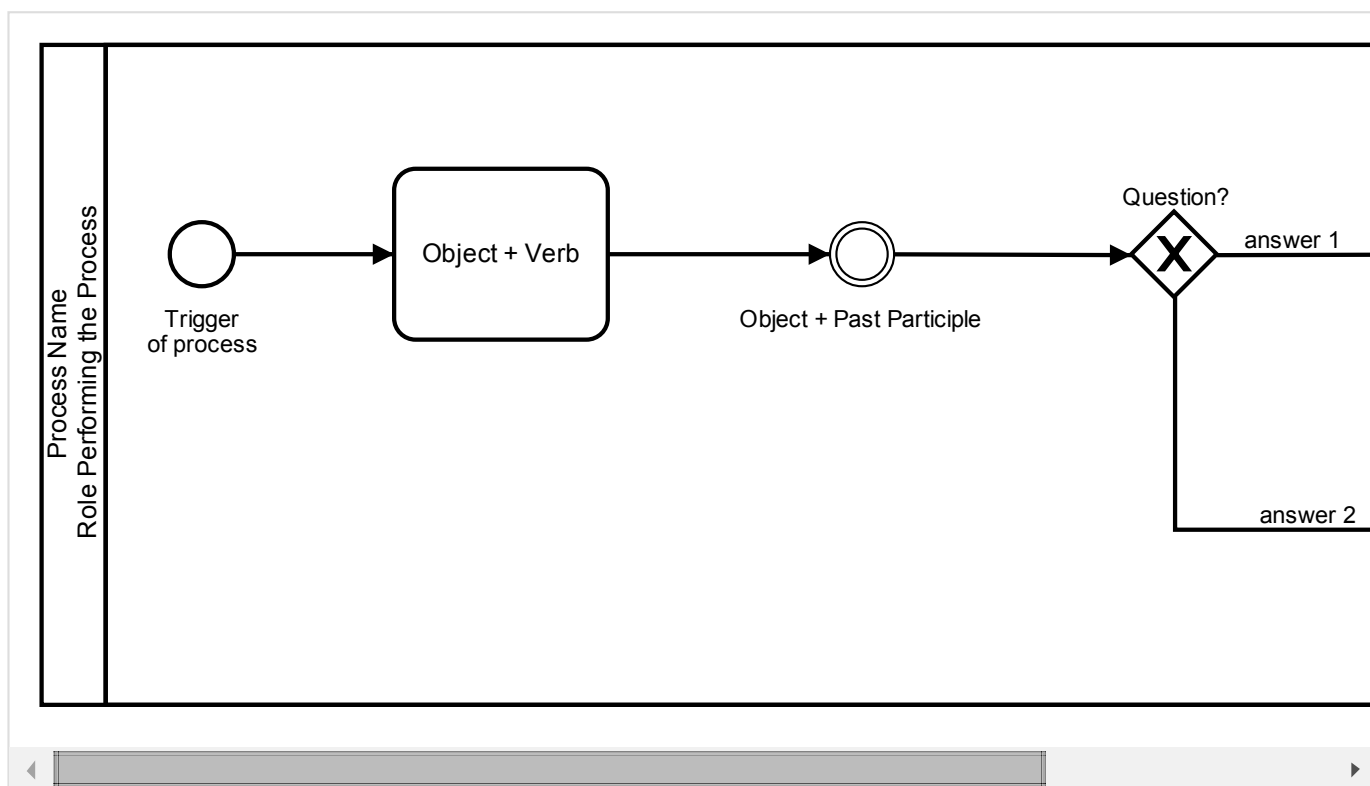 Process Name
Role Performing the Process
Trigger
of process
Object + Verb
Object + Past Participle
Question?
X
answer 1
answer 2